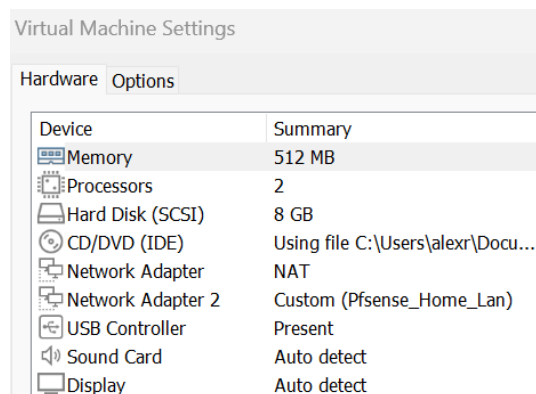 Virtual Machine Settings
Hardware Options
Device Summary
Memory 512 MB
Processors 2
Hard Disk (SCSI) 8 GB
CD/DVD (IDE) Using file C:\Users\alexr\Docu...
Network Adapter NAT
Network Adapter 2 Custom (Pfsense_Home_Lan)
USB Controller Present
Sound Card Auto detect
Display Auto detect